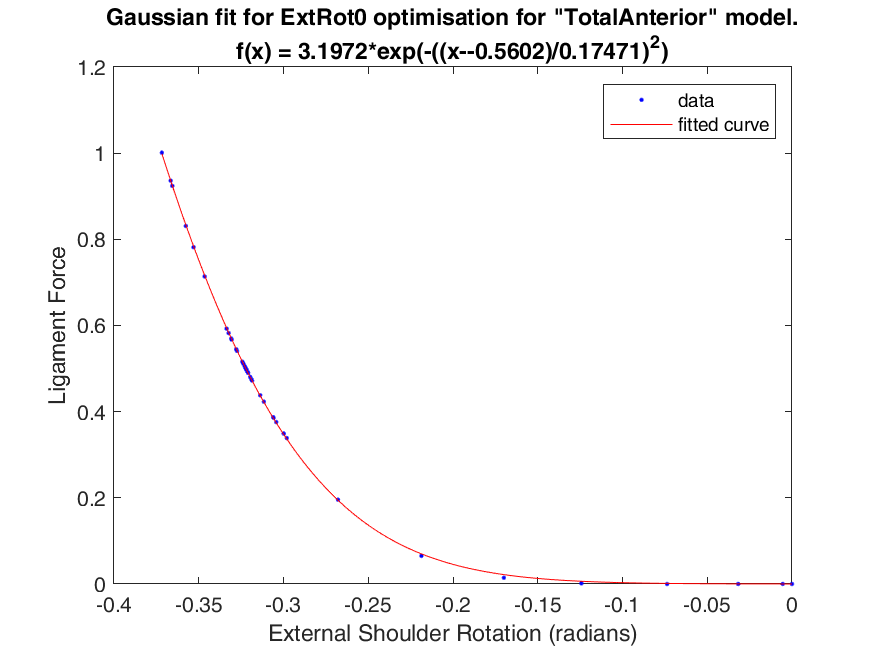 Gaussian fit for ExtRot0 optimisation for "TotalAnterior" model.
f(x) = 3.1972*exp(-((x--0.5602)/0.17471)^2)
data
fitted curve
1.2
1
0.8
0.6
0.4
0.2
0
Ligament Force
-0.4 -0.35 -0.3 -0.25 -0.2 -0.15 -0.1 -0.05 0
External Shoulder Rotation (radians)